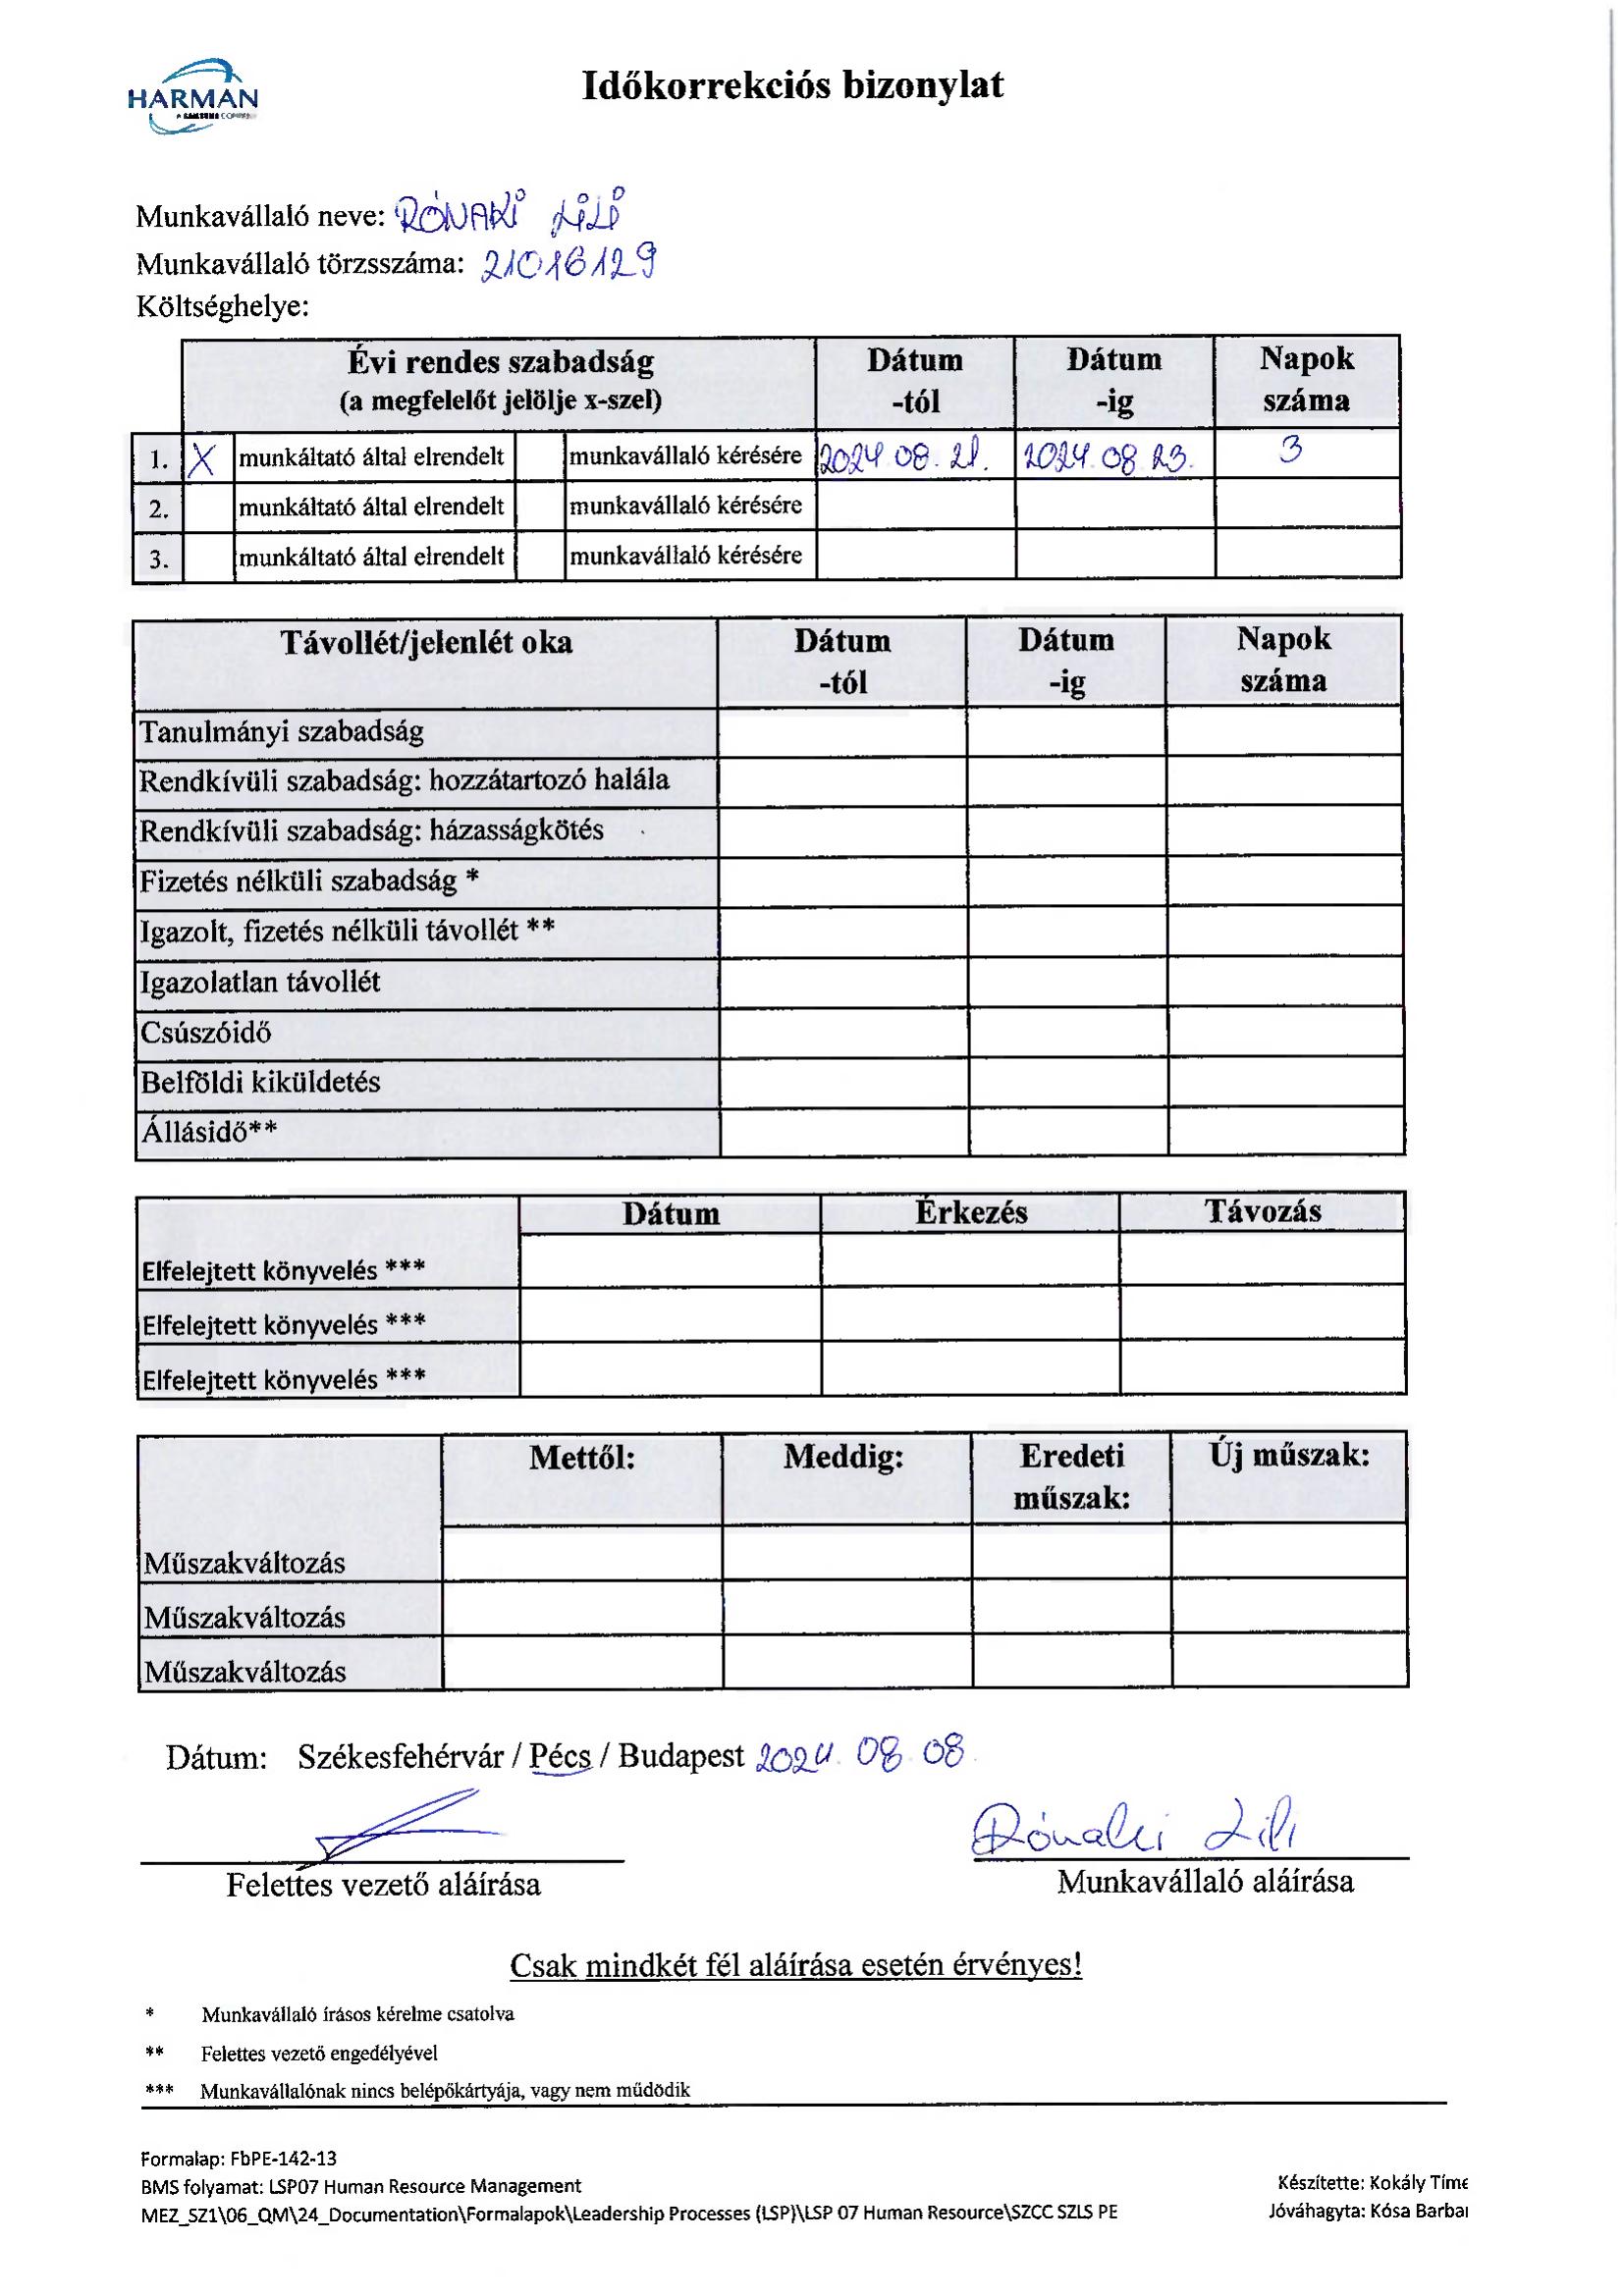 HARMAN
A SAMSUNG COMPANY
Időkorrekciós bizonylat
Munkavállaló neve: RÓNAKI LILI
Munkavállaló törzsszáma: 21016129
Költséghelye:
Évi rendes szabadság (a megfelelőt jelölje x-szel) Dátum -tól Dátum -ig Napok száma
1. X munkáltató által elrendelt munkavállaló kérésére 2024 08. 21. 2024. 08 23. 3
2. munkáltató által elrendelt munkavállaló kérésére
3. munkáltató által elrendelt munkavállaló kérésére
Távollét/jelenlét oka Dátum -tól Dátum -ig Napok száma
Tanulmányi szabadság
Rendkívüli szabadság: hozzátartozó halála
Rendkívüli szabadság: házasságkötés
Fizetés nélküli szabadság *
Igazolt, fizetés nélküli távollét **
Igazolatlan távollét
Csúszóidő
Belföldi kiküldetés
Állásidő**
Dátum Érkezés Távozás
Elfelejtett könyvelés ***
Elfelejtett könyvelés ***
Elfelejtett könyvelés ***
Mettől: Meddig: Eredeti műszak: Új műszak:
Műszakváltozás
Műszakváltozás
Műszakváltozás
Dátum: Székesfehérvár / Pécs / Budapest 2024. 08. 08.
Rónaki Lili
Felettes vezető aláírása Munkavállaló aláírása
Csak mindkét fél aláírása esetén érvényes!
* Munkavállaló írásos kérelme csatolva
** Felettes vezető engedélyével
*** Munkavállalónak nincs belépőkártyája, vagy nem működik
Formalap: FbPE-142-13
BMS folyamat: LSP07 Human Resource Management Készítette: Kokály Tíme
MEZ_SZ1\06_QM\24_Documentation\Formalapok\Leadership Processes (LSP)\LSP 07 Human Resource\SZCC SZLS PE Jóváhagyta: Kósa Barbar